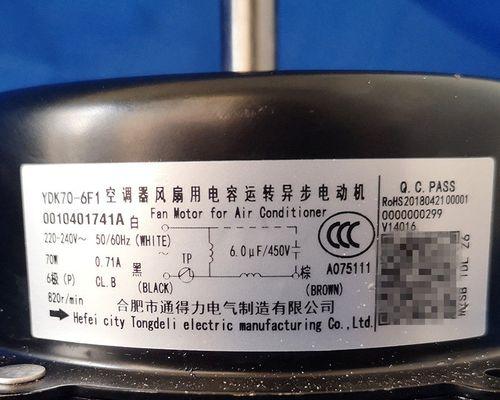 YDK70-6F1 空调器风扇用电容运转异步电动机
0010401741A 白 Fan Motor for Air Conditioner
220-240V~ 50/60Hz (WHITE)
70W 0.71A 黑 TP 6.0μF/450V
6极(P) CL.B (BLACK) 棕 (BROWN)
820r/min
合肥市通得力电气制造有限公司
Hefei city Tongdeli electric manufacturing Co.,Ltd.
CCC
A075111
Q.C.PASS
RoHS2018042100001
0000000299
V14016